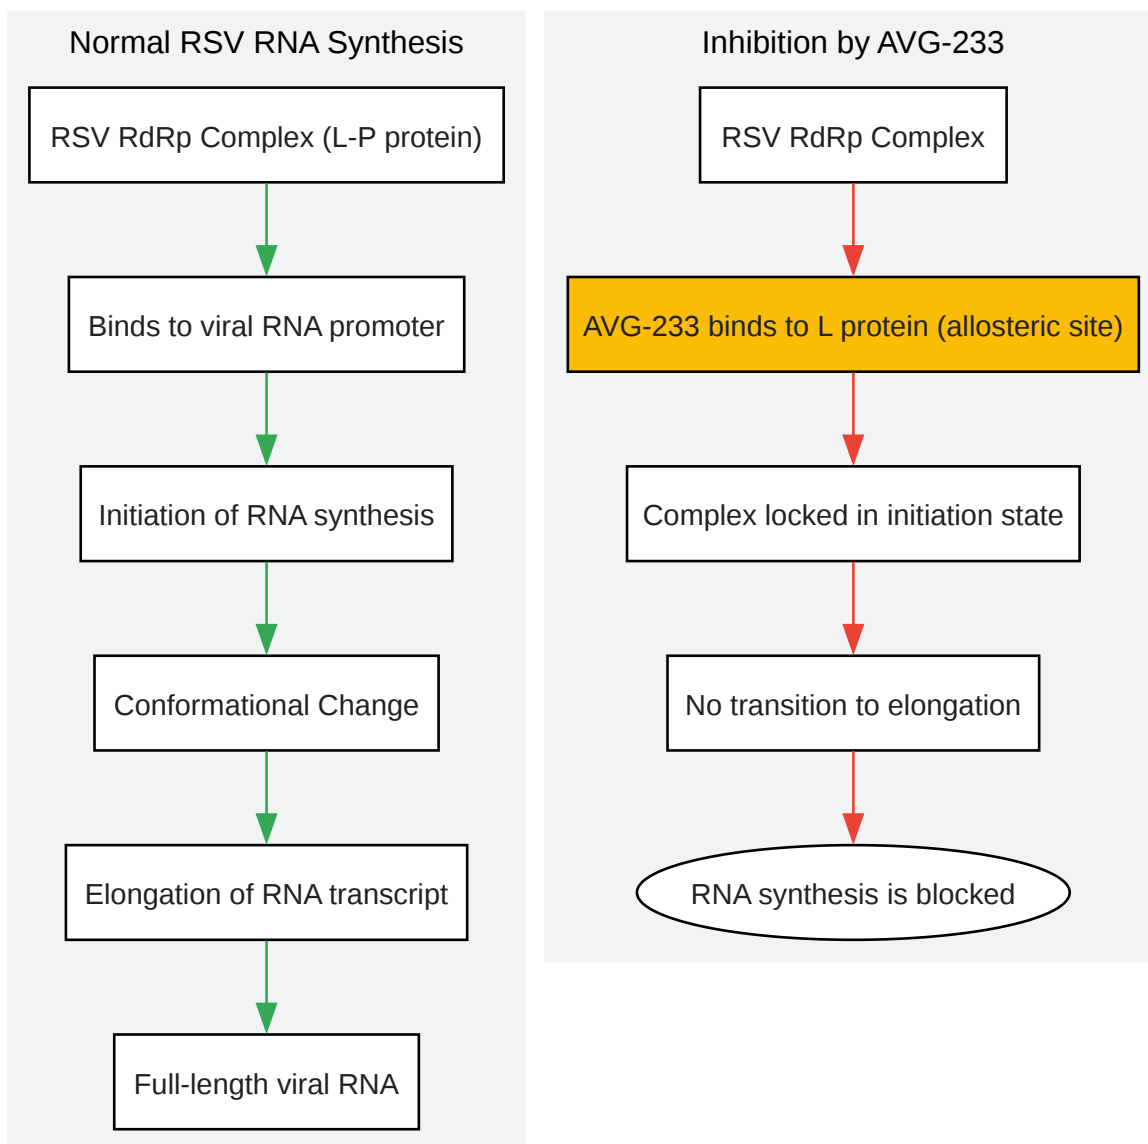 Normal RSV RNA Synthesis
RSV RdRp Complex (L-P protein)
Binds to viral RNA promoter
Initiation of RNA synthesis
Conformational Change
Elongation of RNA transcript
Full-length viral RNA
Inhibition by AVG-233
RSV RdRp Complex
AVG-233 binds to L protein (allosteric site)
Complex locked in initiation state
No transition to elongation
RNA synthesis is blocked